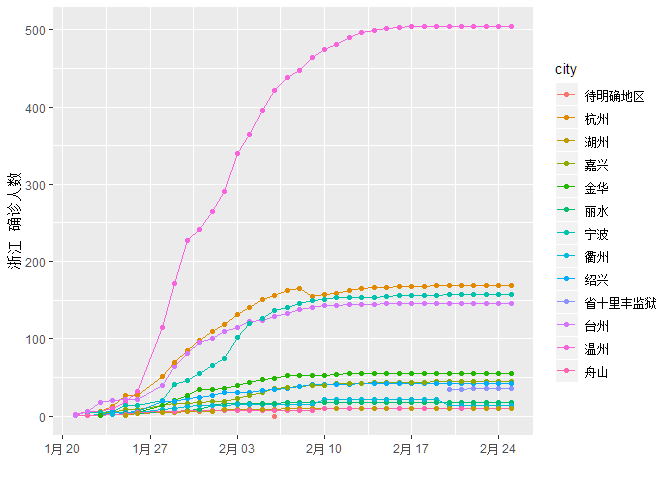 500
400
300
200
100
0
浙江 确诊人数
1月 20
1月 27
2月 03
2月 10
2月 17
2月 24
city
待明确地区
杭州
湖州
嘉兴
金华
丽水
宁波
衢州
绍兴
省十里丰监狱
台州
温州
舟山